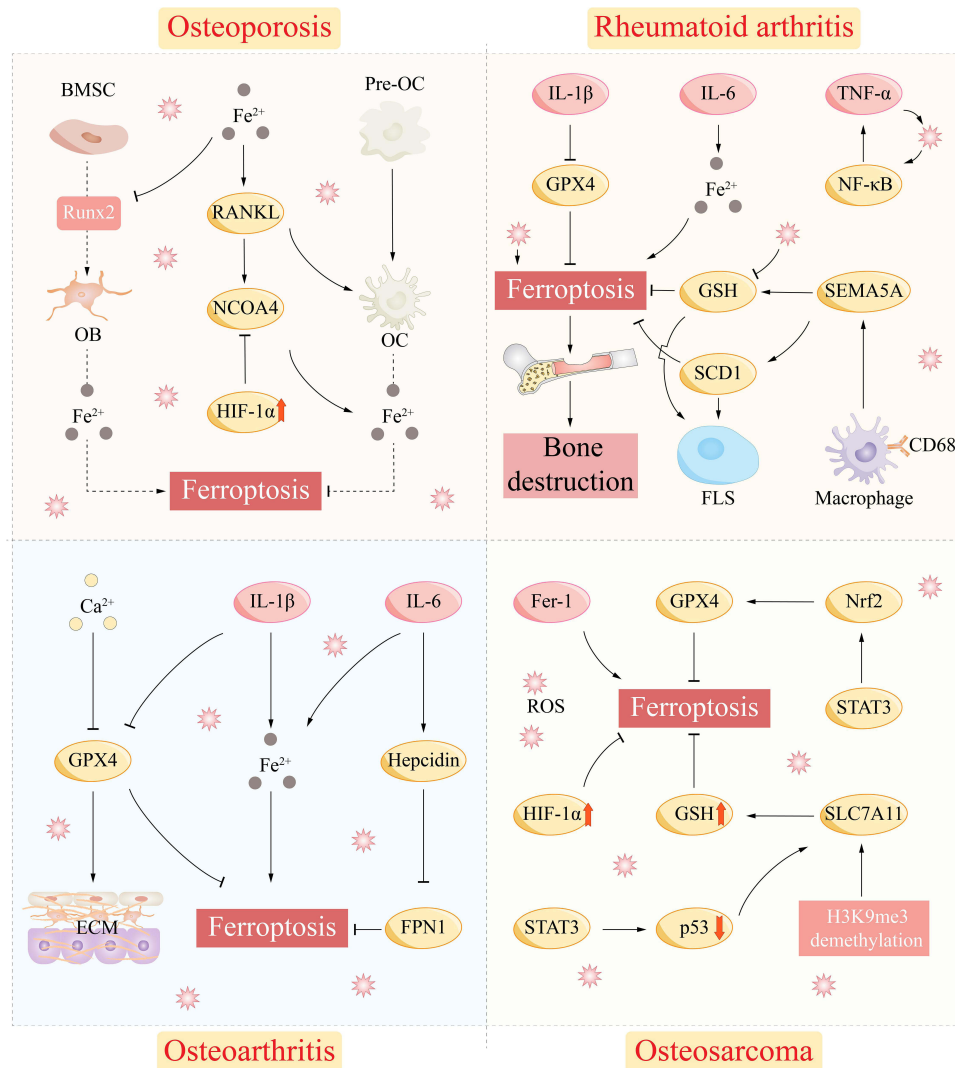 Osteoporosis
Rheumatoid arthritis
BMSC
Fe²⁺
Pre-OC
Runx2
RANKL
OB
NCOA4
OC
Fe²⁺
HIF-1α
Fe²⁺
Ferroptosis
IL-1β
IL-6
TNF-α
GPX4
Fe²⁺
NF-κB
Ferroptosis
GSH
SEMA5A
SCD1
Bone
destruction
FLS
CD68
Macrophage
Ca²⁺
IL-1β
IL-6
GPX4
Fe²⁺
Hepcidin
ECM
Ferroptosis
FPN1
Fer-1
GPX4
Nrf2
ROS
Ferroptosis
STAT3
HIF-1α
GSH
SLC7A11
STAT3
p53
H3K9me3
demethylation
Osteoarthritis
Osteosarcoma